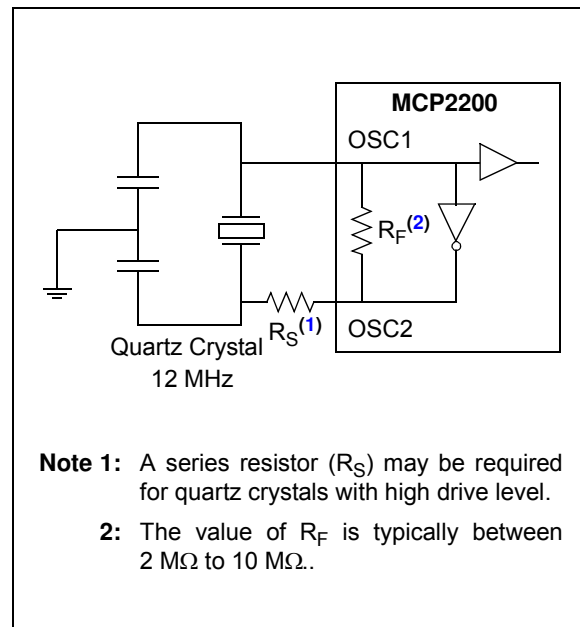 MCP2200
OSC1
RF(2)
RS(1)
OSC2
Quartz Crystal
12 MHz
Note 1: A series resistor (RS) may be required
for quartz crystals with high drive level.
2: The value of RF is typically between
2 MΩ to 10 MΩ..